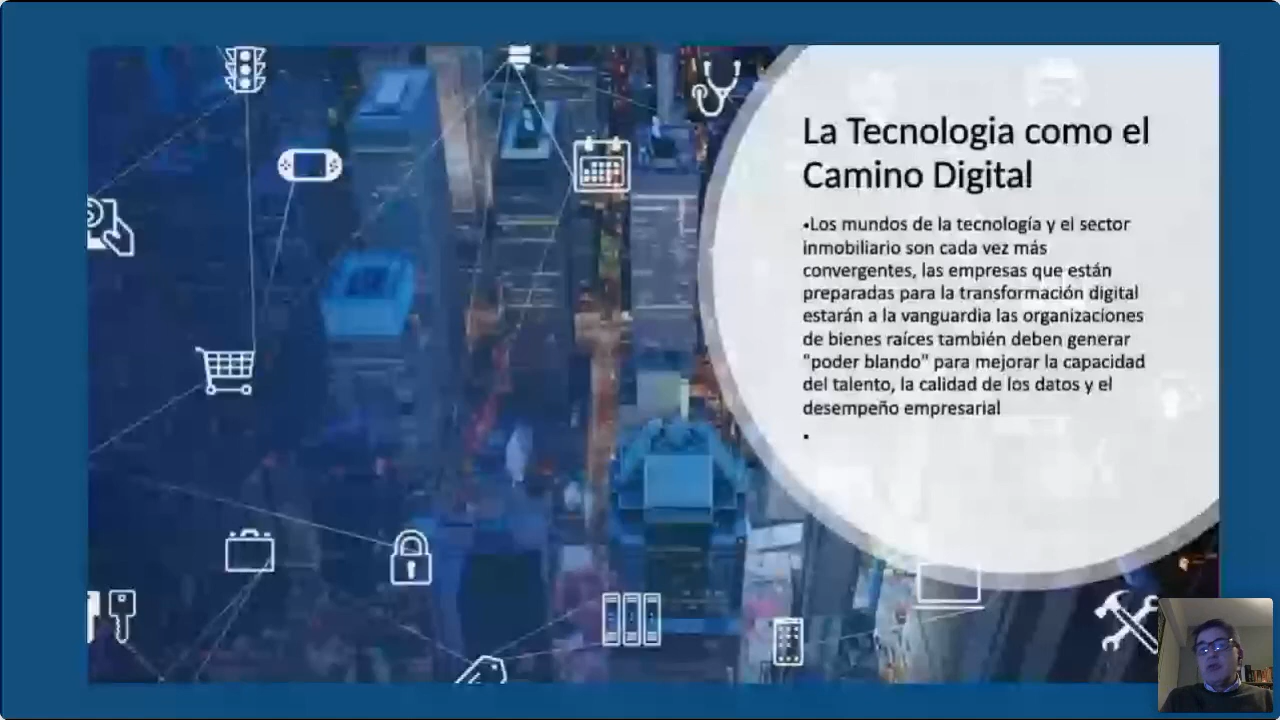 La Tecnologia como el
Camino Digital
•Los mundos de la tecnología y el sector
inmobiliario son cada vez más
convergentes, las empresas que están
preparadas para la transformación digital
estarán a la vanguardia las organizaciones
de bienes raíces también deben generar
"poder blando" para mejorar la capacidad
del talento, la calidad de los datos y el
desempeño empresarial
•